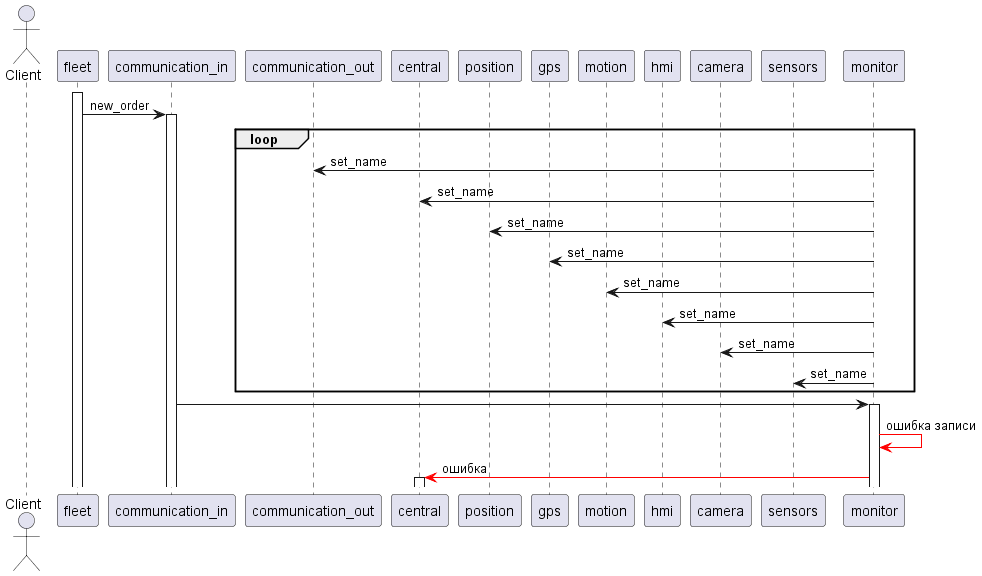 Client
fleet communication_in communication_out central position gps motion hmi camera sensors monitor
new_order
loop
set_name
set_name
set_name
set_name
set_name
set_name
set_name
set_name
ошибка записи
ошибка
Client
fleet communication_in communication_out central position gps motion hmi camera sensors monitor